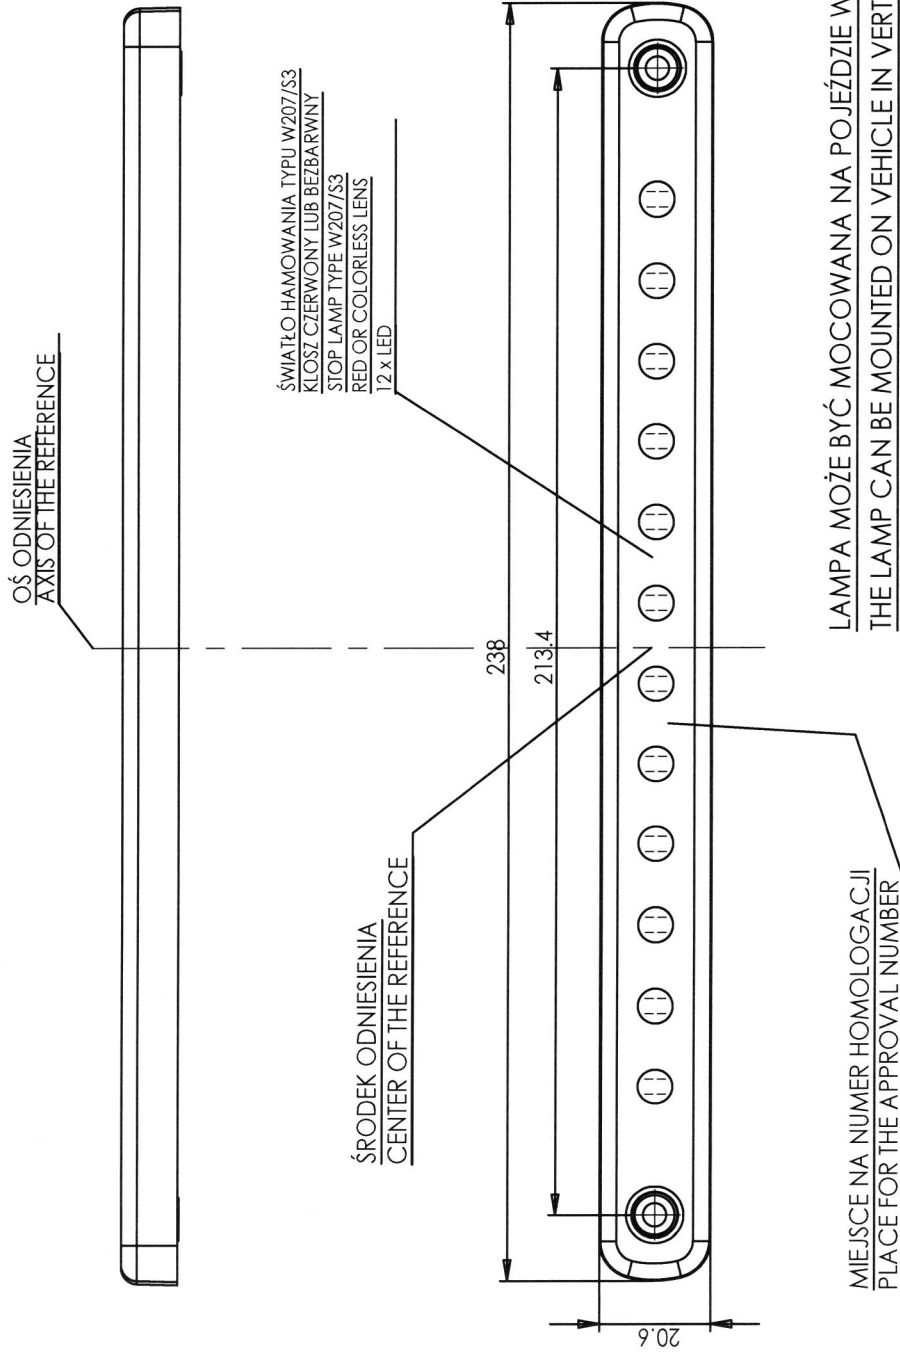 OŚ ODNIESIENIA
AXIS OF THE REFERENCE
ŚWIATŁO HAMOWANIA TYPU W207/S3
KLOSZ CZERWONY LUB BEZBARWNY
STOP LAMP TYPE W207/S3
RED OR COLORLESS LENS
12 x LED
ŚRODEK ODNIESIENIA
CENTER OF THE REFERENCE
238
213.4
20.6
MIEJSCE NA NUMER HOMOLOGACJI
PLACE FOR THE APPROVAL NUMBER
LAMPA MOŻE BYĆ MOCOWANA NA POJEŹDZIE W
THE LAMP CAN BE MOUNTED ON VEHICLE IN VERT